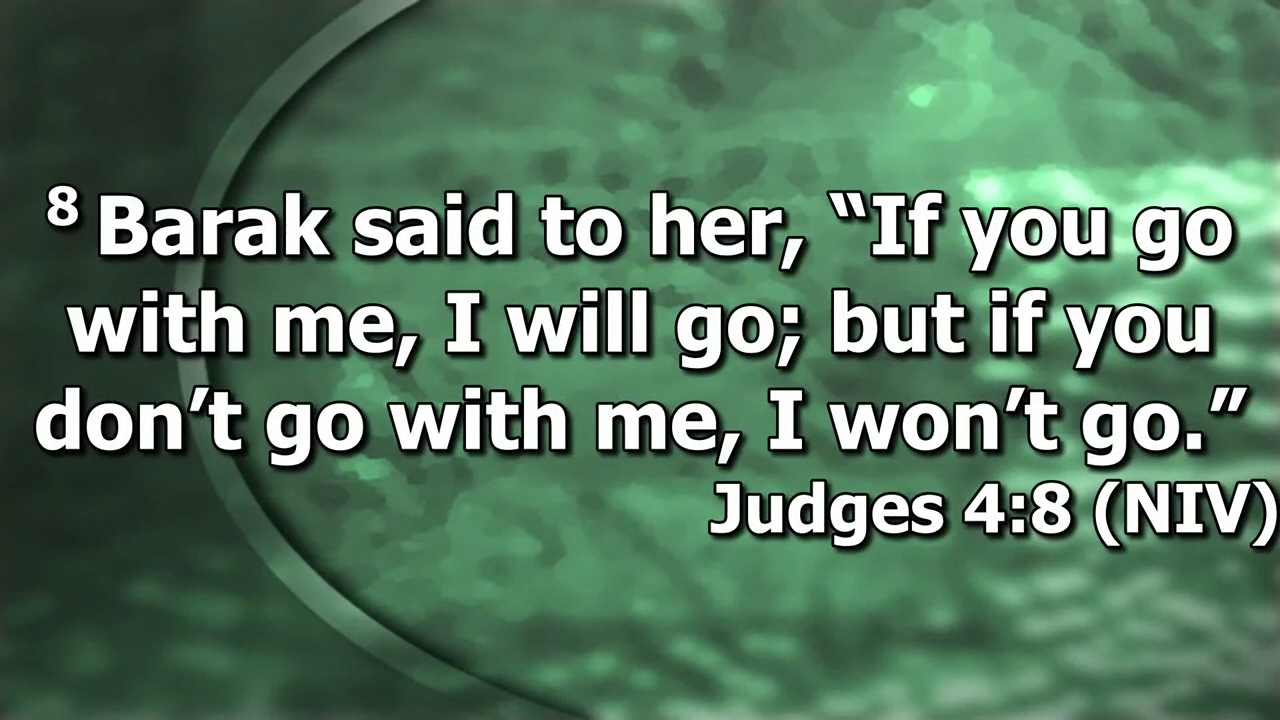 8 Barak said to her, “If you go
with me, I will go; but if you
don’t go with me, I won’t go.”
Judges 4:8 (NIV)